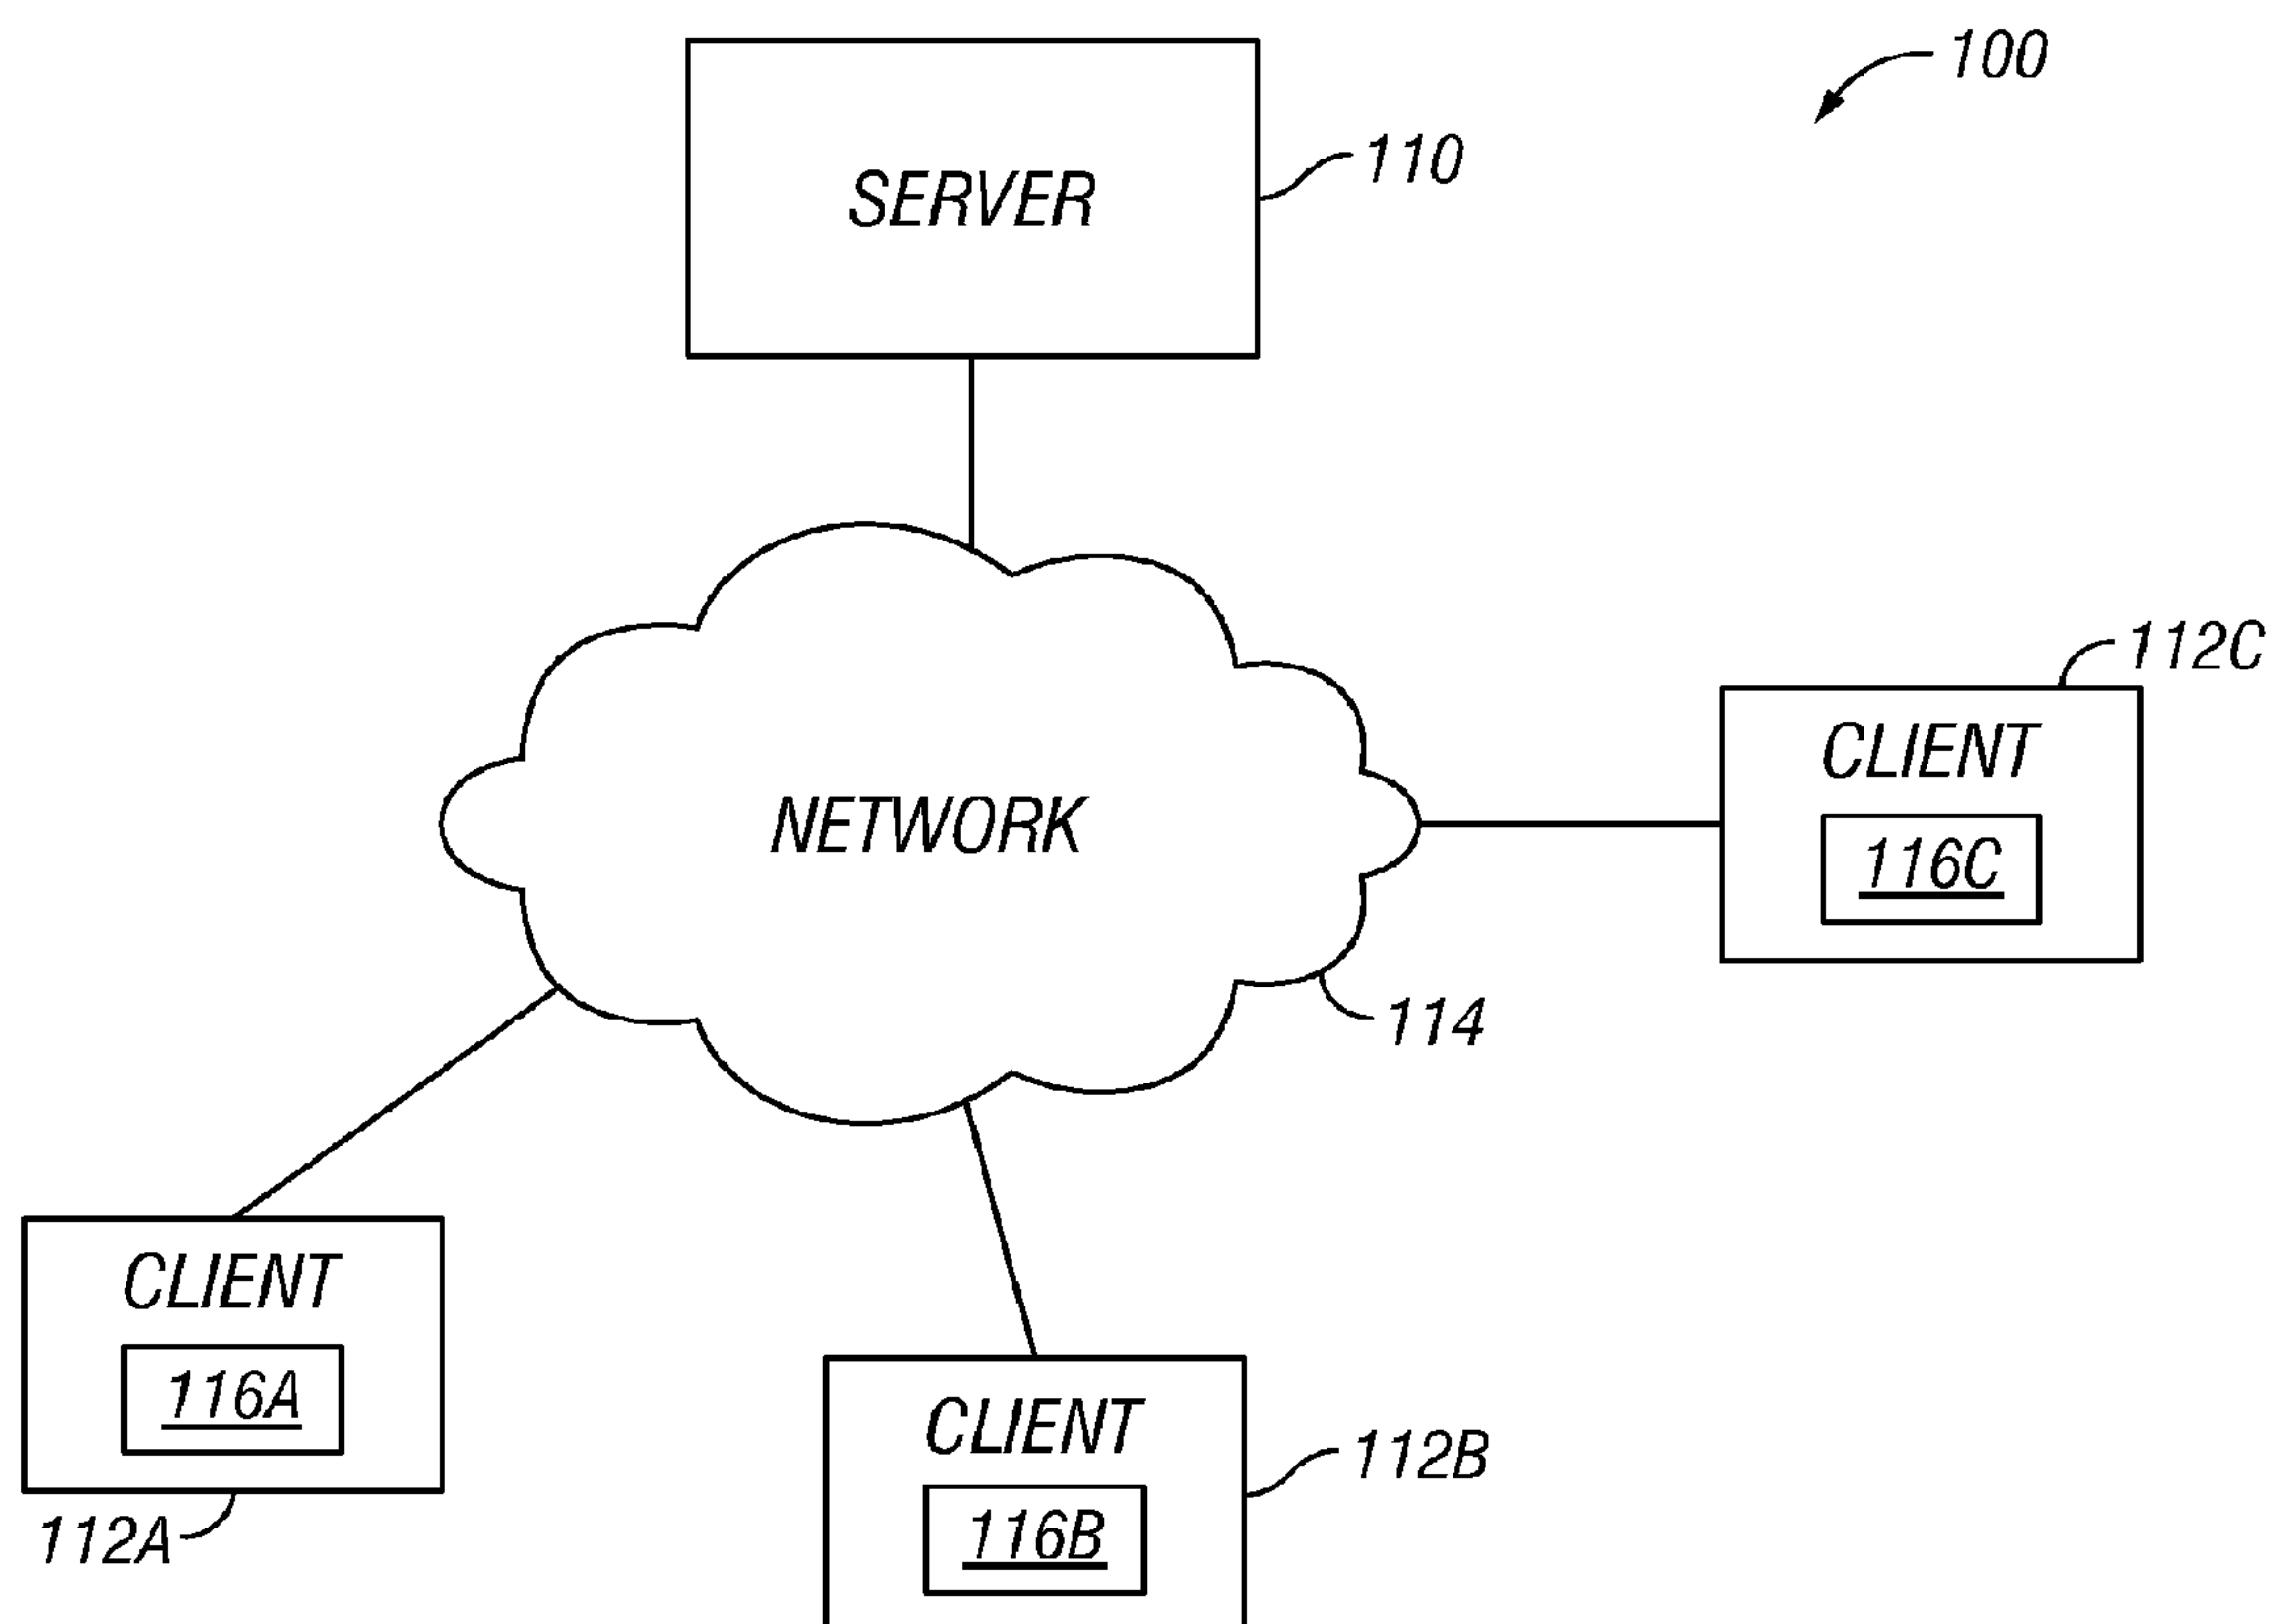 100
SERVER
110
112C
CLIENT
116C
NETWORK
114
CLIENT
116A
112A
CLIENT
116B
112B